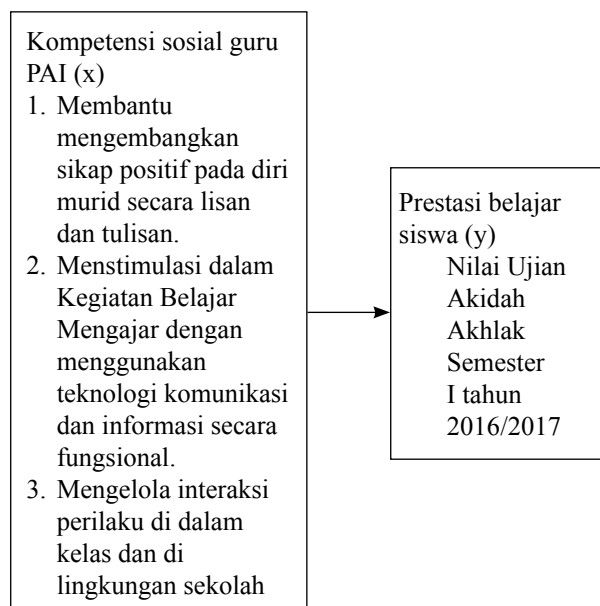 Kompetensi sosial guru
PAI (x)
1. Membantu
mengembangkan
sikap positif pada diri
murid secara lisan
dan tulisan.
2. Menstimulasi dalam
Kegiatan Belajar
Mengajar dengan
menggunakan
teknologi komunikasi
dan informasi secara
fungsional.
3. Mengelola interaksi
perilaku di dalam
kelas dan di
lingkungan sekolah
Prestasi belajar
siswa (y)
Nilai Ujian
Akidah
Akhlak
Semester
I tahun
2016/2017